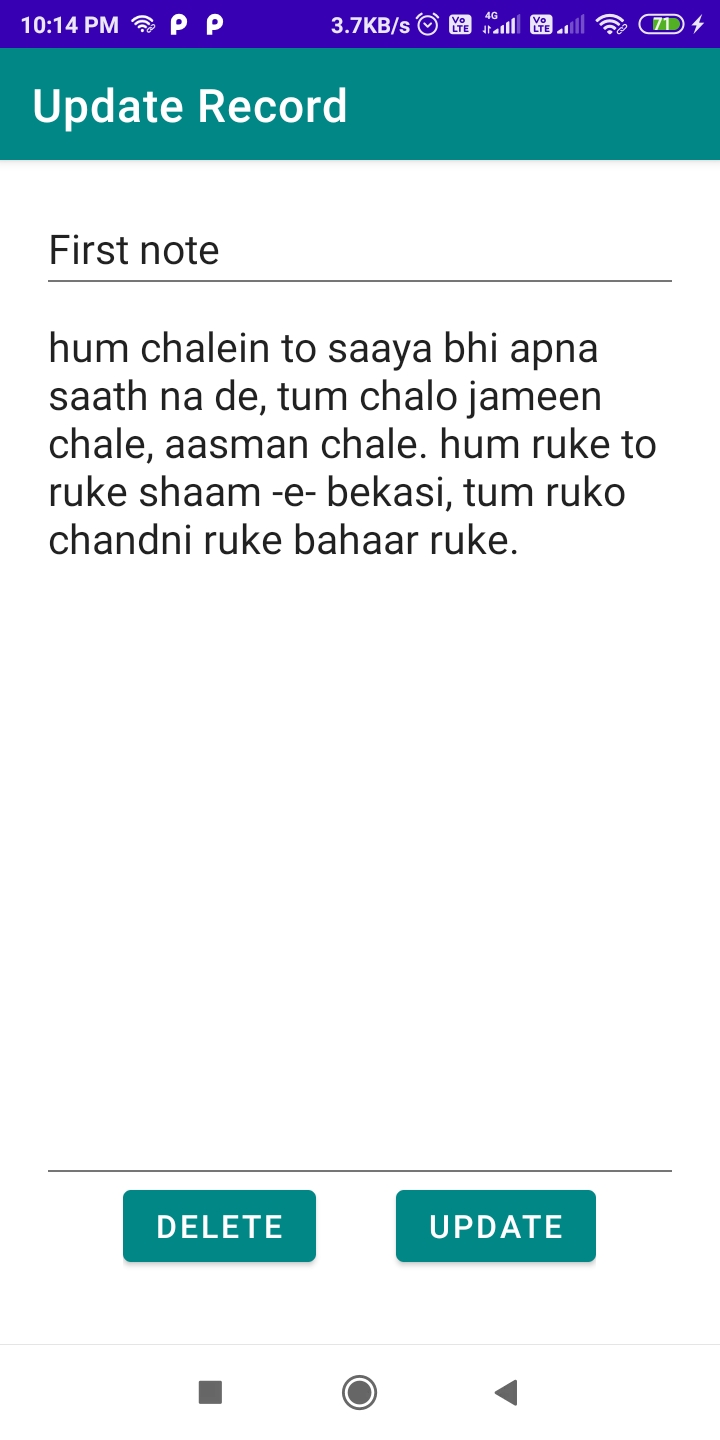 10:14 PM 3.7KB/s Vo LTE 4G Vo LTE 71
Update Record
First note
hum chalein to saaya bhi apna
saath na de, tum chalo jameen
chale, aasman chale. hum ruke to
ruke shaam -e- bekasi, tum ruko
chandni ruke bahaar ruke.
DELETE UPDATE